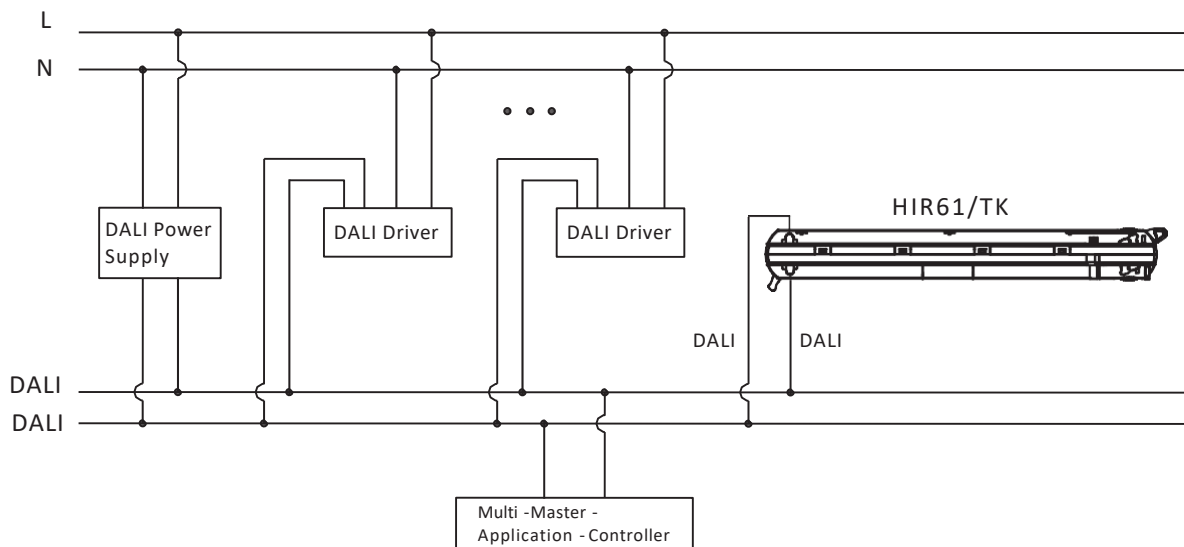 L
N
HIR61/TK
DALI Power
Supply
DALI Driver
DALI Driver
DALI
DALI
DALI
DALI
Multi -Master -
Application - Controller